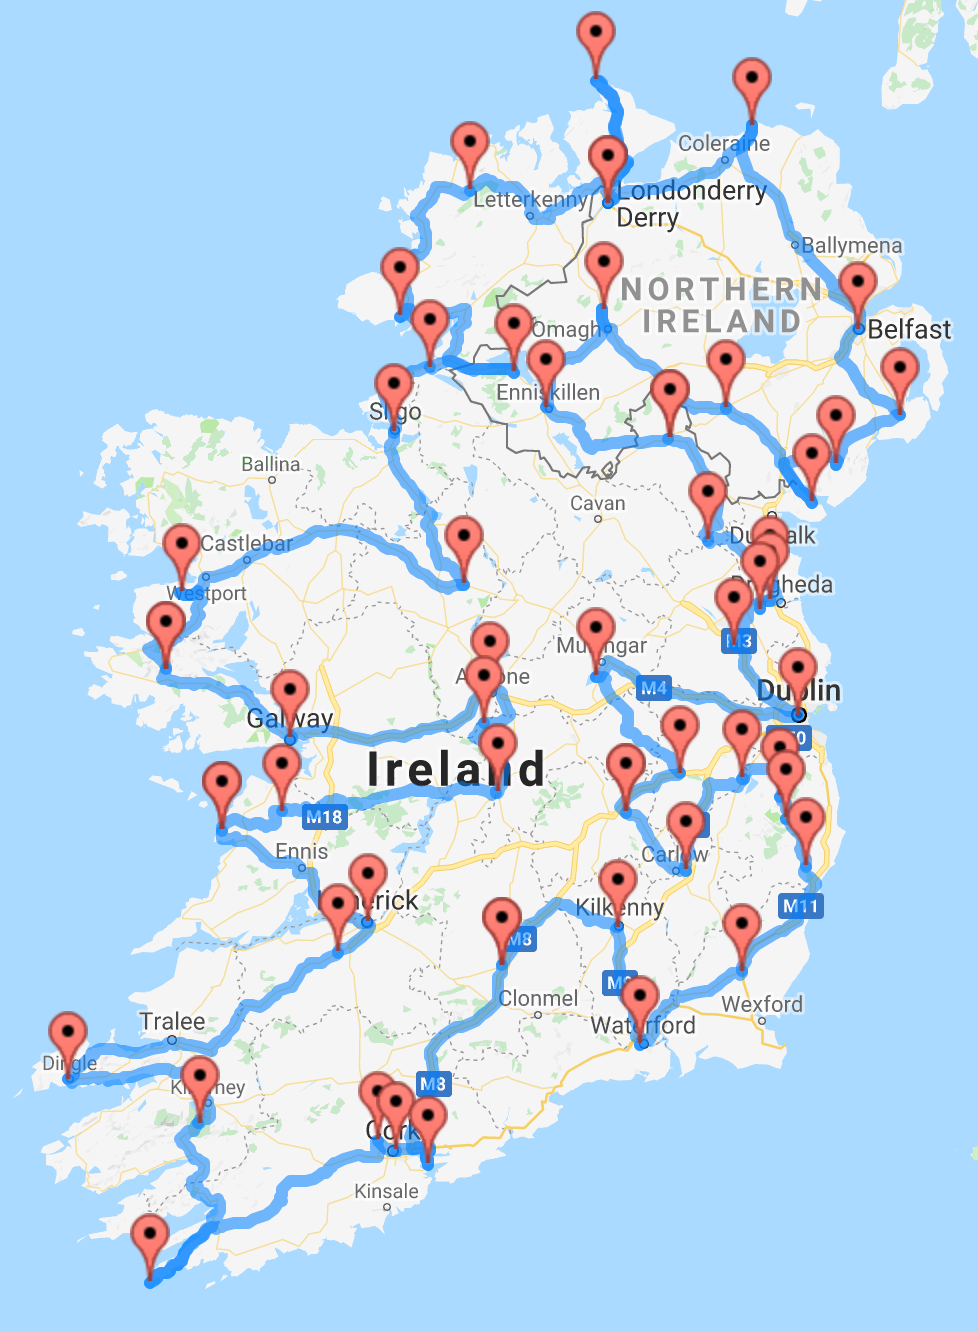 Coleraine
Londonderry
Derry
Letterkenny
Ballymena
NORTHERN
IRELAND
Omagh
Belfast
Enniskillen
Sligo
Ballina
Cavan
Dundalk
Castlebar
Westport
Drogheda
M3
Mullingar
Athlone
M4
Dublin
Galway
Ireland
M18
Ennis
Carlow
Limerick
Kilkenny
M11
M8
Clonmel
Wexford
Waterford
Tralee
Dingle
Killarney
M8
Cork
Kinsale